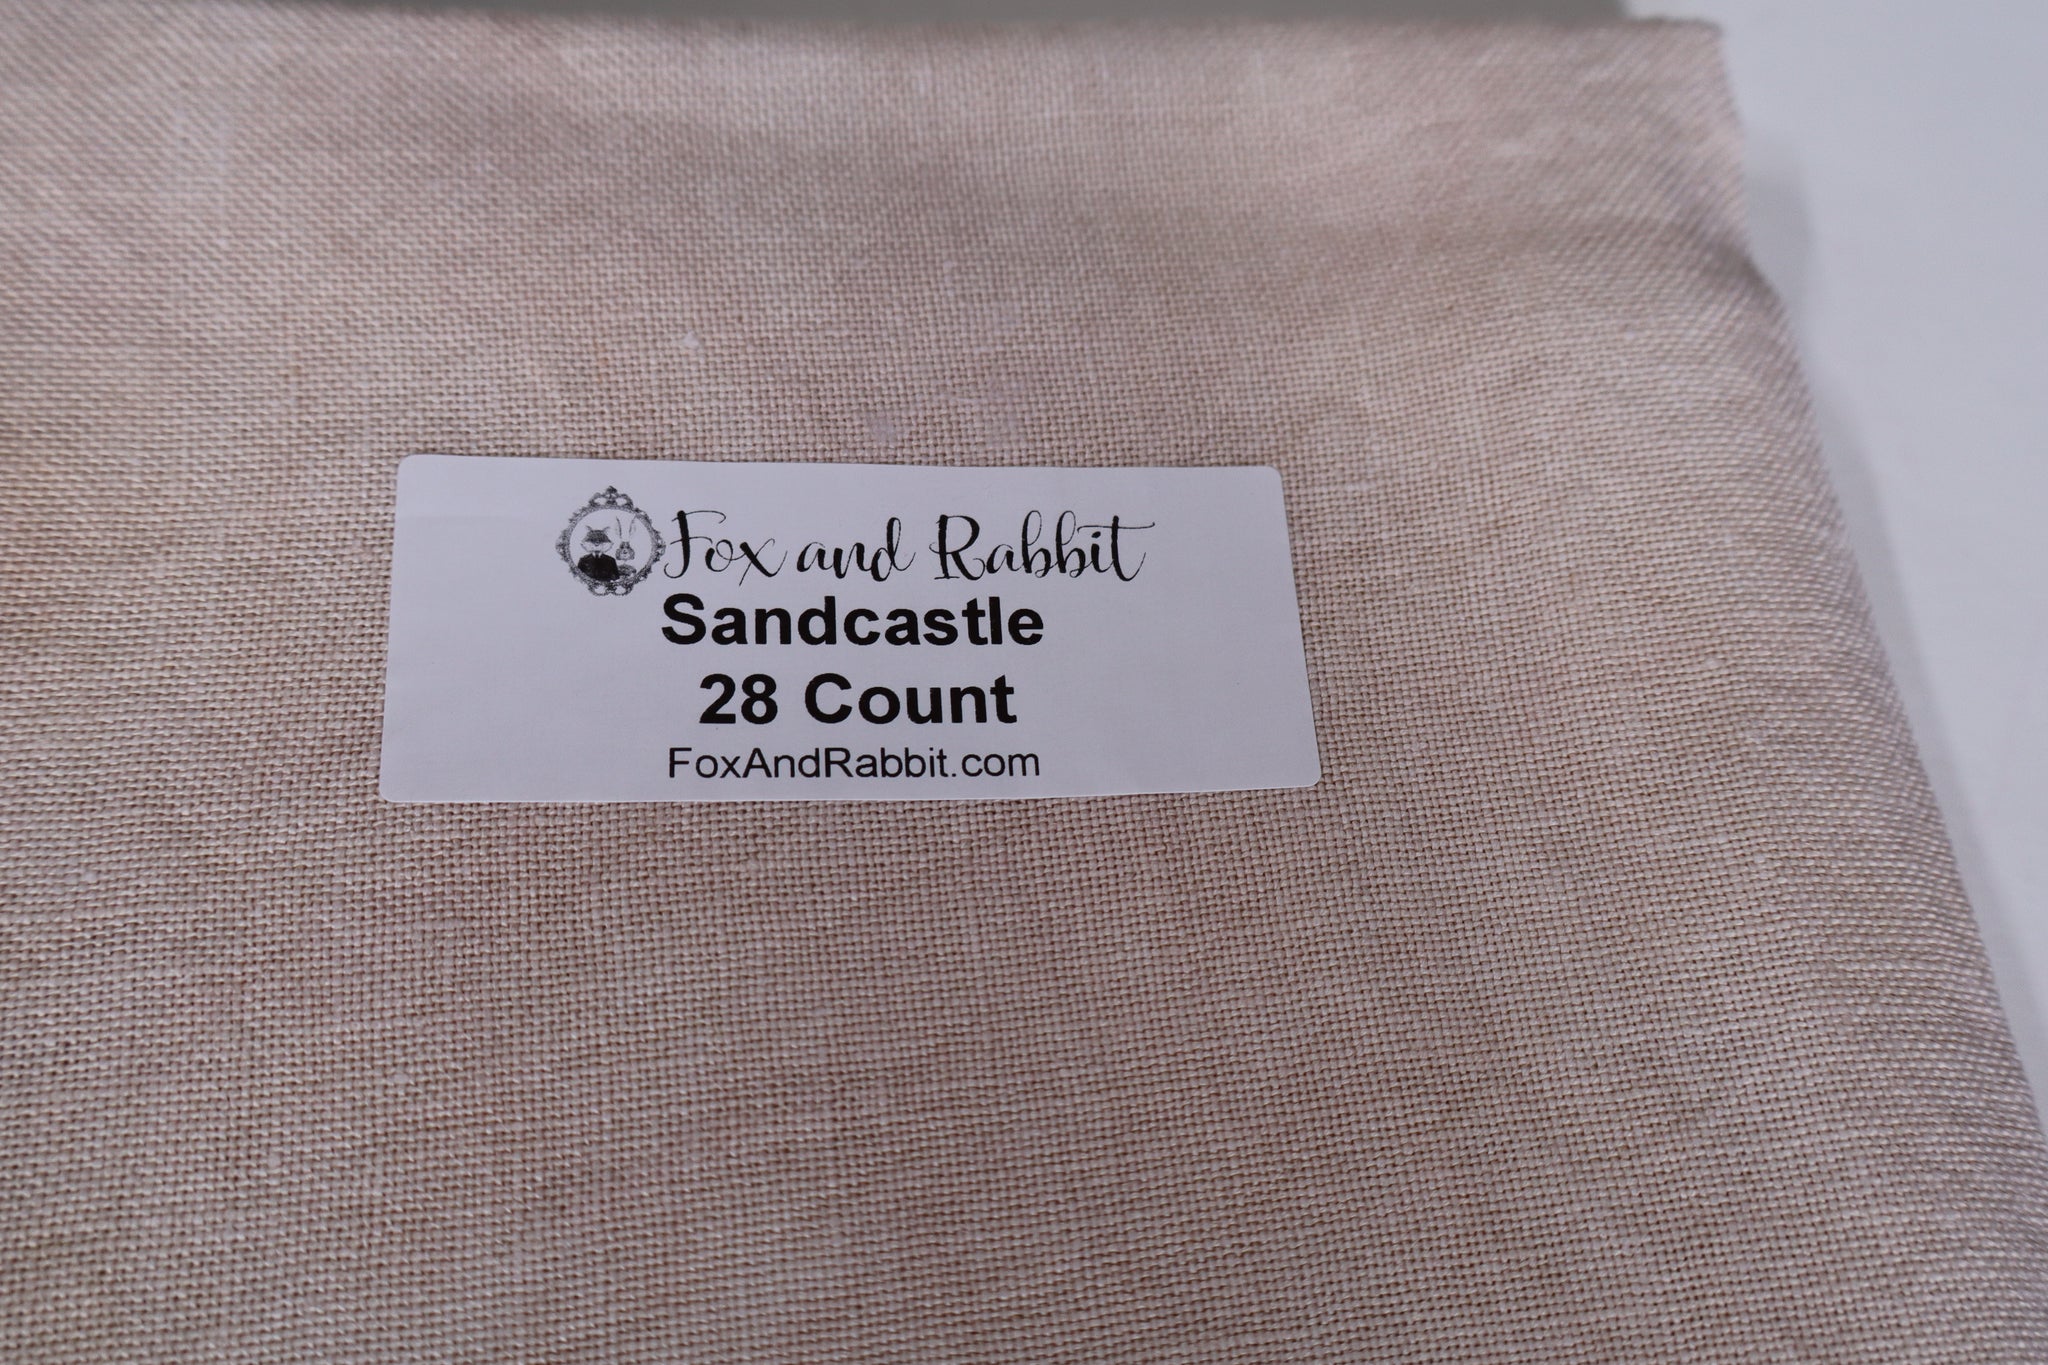 Fox and Rabbit
Sandcastle
28 Count
FoxAndRabbit.com